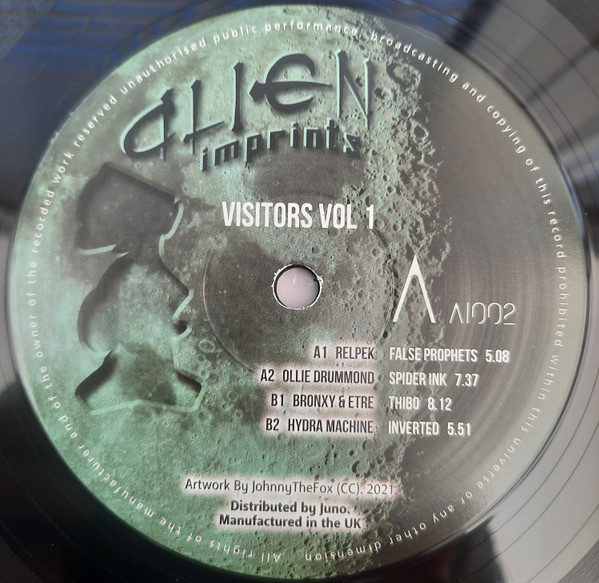 ALIEN
imprints
VISITORS VOL 1
AI002
A1 RELPEK FALSE PROPHETS 5.08
A2 OLLIE DRUMMOND SPIDER INK 7.37
B1 BRONXY & ETRE THIBO 8.12
B2 HYDRA MACHINE INVERTED 5.51
Artwork By JohnnyTheFox (CC). 2021.
Distributed by Juno.
Manufactured in the UK
All rights of the manufacturer and of the owner of the recorded work reserved unauthorised public performance, broadcasting and copying of this record prohibited within this universe or any other dimension.